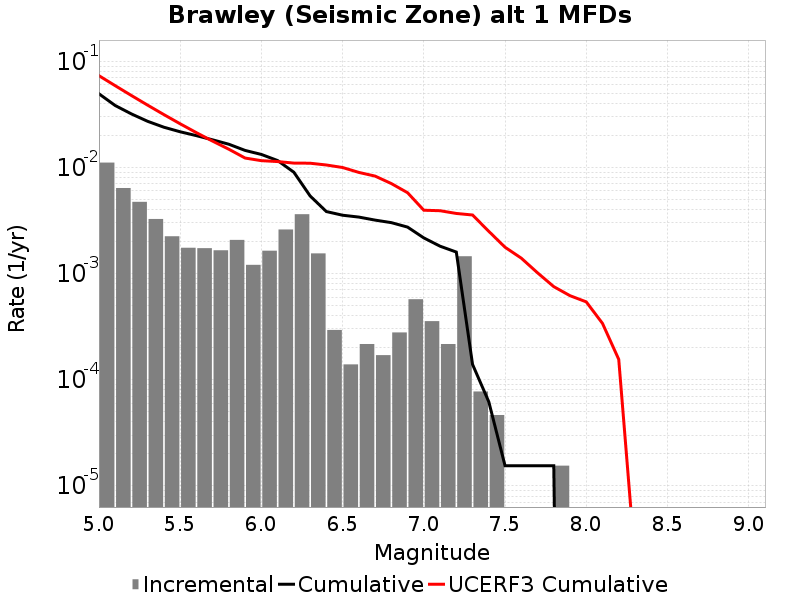 Brawley (Seismic Zone) alt 1 MFDs
Rate (1/yr)
10^-1
10^-2
10^-3
10^-4
10^-5
5.0 5.5 6.0 6.5 7.0 7.5 8.0 8.5 9.0
Magnitude
Incremental Cumulative UCERF3 Cumulative